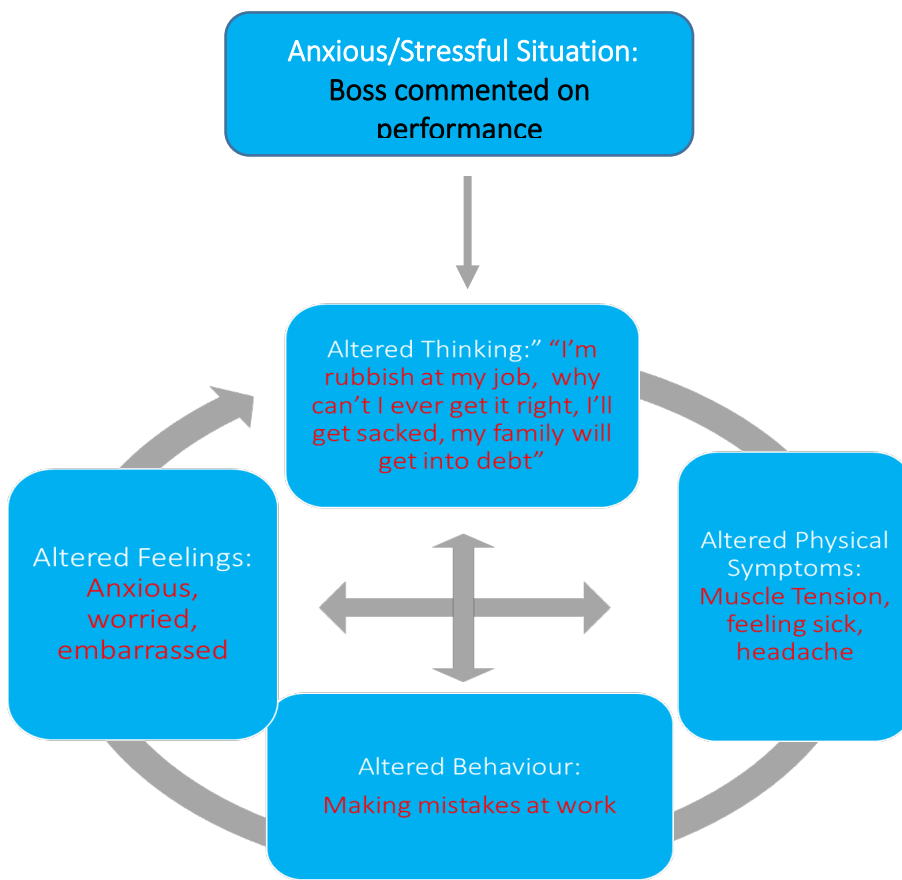 Anxious/Stressful Situation:
Boss commented on
performance
Altered Thinking:” “I’m
rubbish at my job, why
can’t I ever get it right, I’ll
get sacked, my family will
get into debt”
Altered Feelings:
Anxious,
worried,
embarrassed
Altered Physical
Symptoms:
Muscle Tension,
feeling sick,
headache
Altered Behaviour:
Making mistakes at work